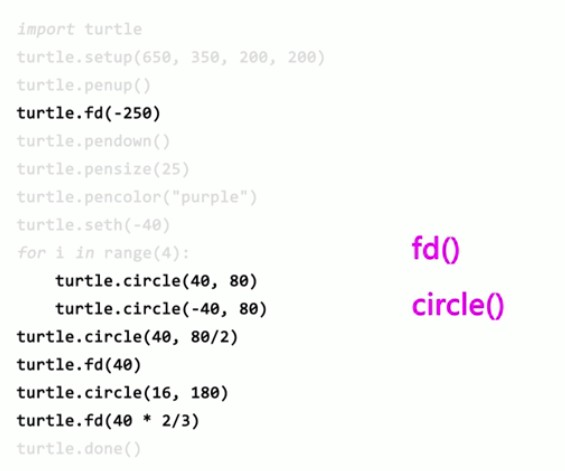 import turtle
turtle.setup(650, 350, 200, 200)
turtle.penup()
turtle.fd(-250)
turtle.pendown()
turtle.pensize(25)
turtle.pencolor("purple")
turtle.seth(-40)
for i in range(4):
    turtle.circle(40, 80)
    turtle.circle(-40, 80)
turtle.circle(40, 80/2)
turtle.fd(40)
turtle.circle(16, 180)
turtle.fd(40 * 2/3)
turtle.done()
fd()
circle()